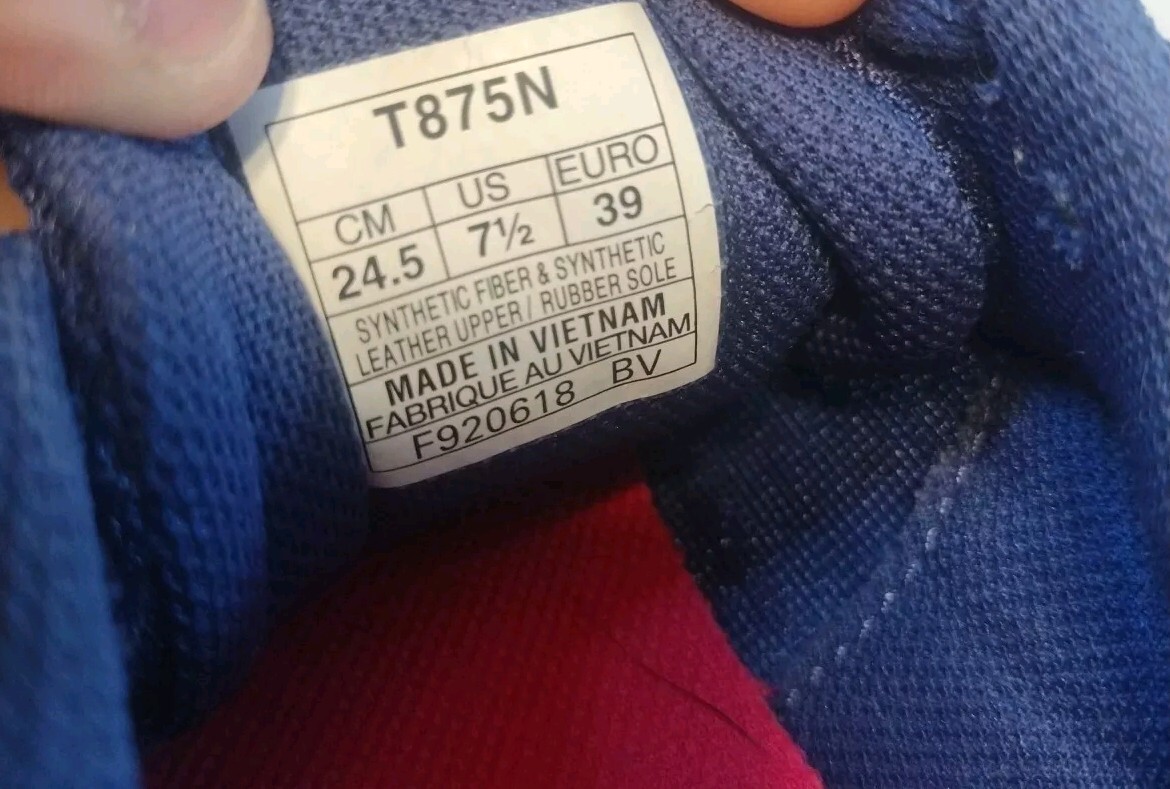 T875N
CM US EURO
24.5 7½ 39
SYNTHETIC FIBER & SYNTHETIC
LEATHER UPPER / RUBBER SOLE
MADE IN VIETNAM
FABRIQUE AU VIETNAM
F920618 BV